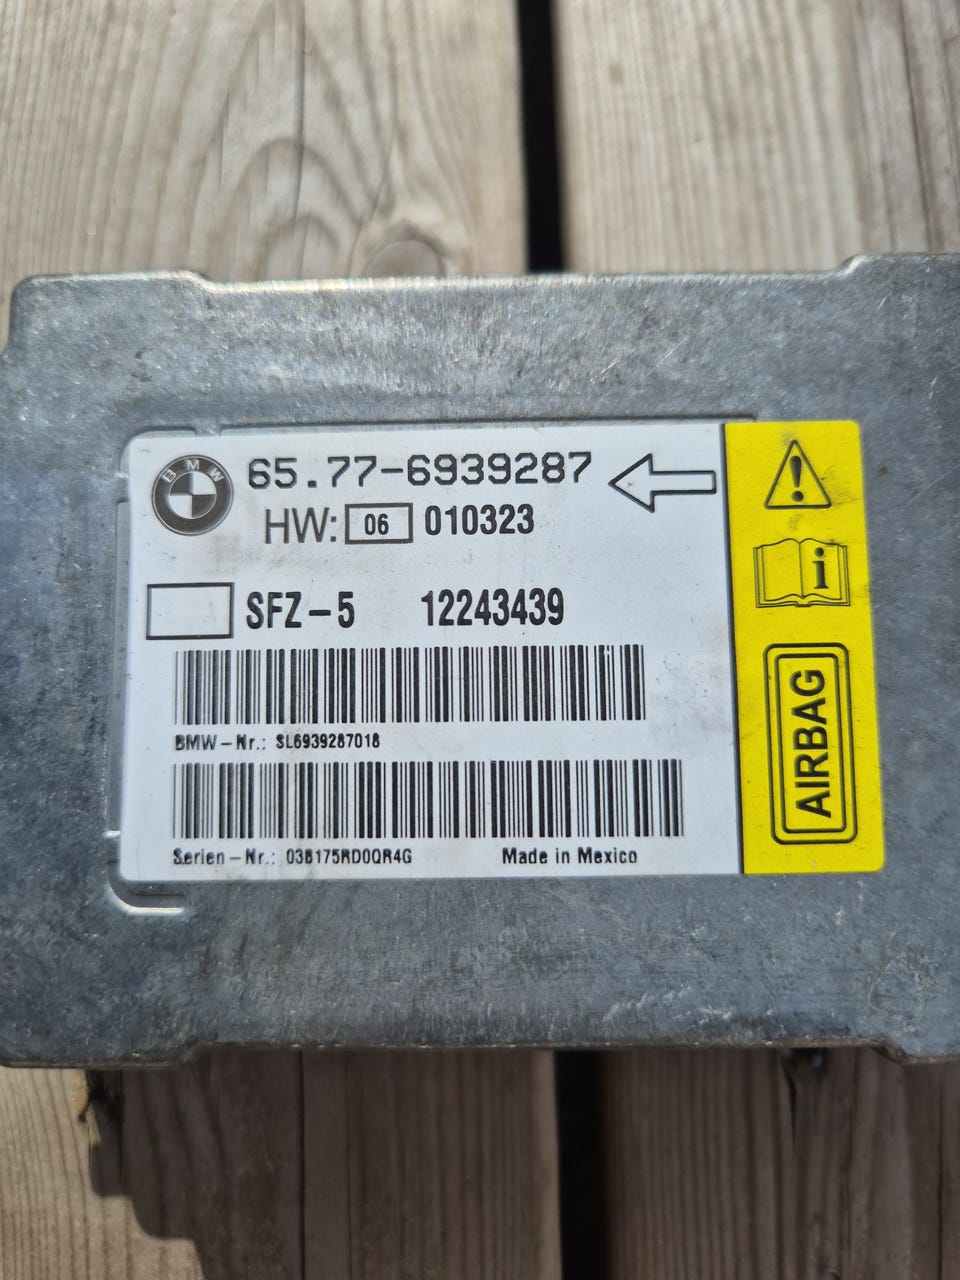 BMW
65.77-6939287
HW: 06 010323
SFZ-5 12243439
BMW-Nr.: SL6939287018
Serien-Nr.: 03B175RD0QR4G Made in Mexico
i
AIRBAG